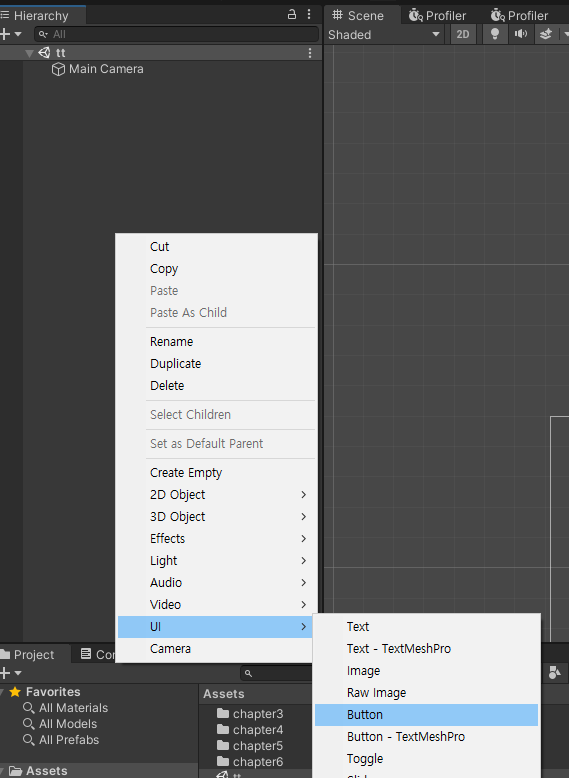 Hierarchy
All
tt
Main Camera
Scene
Profiler
Profiler
Shaded
2D
Cut
Copy
Paste
Paste As Child
Rename
Duplicate
Delete
Select Children
Set as Default Parent
Create Empty
2D Object
3D Object
Effects
Light
Audio
Video
UI
Camera
Text
Text - TextMeshPro
Image
Raw Image
Button
Button - TextMeshPro
Toggle
Project
Favorites
All Materials
All Models
All Prefabs
Assets
Assets
chapter3
chapter4
chapter5
chapter6
tt